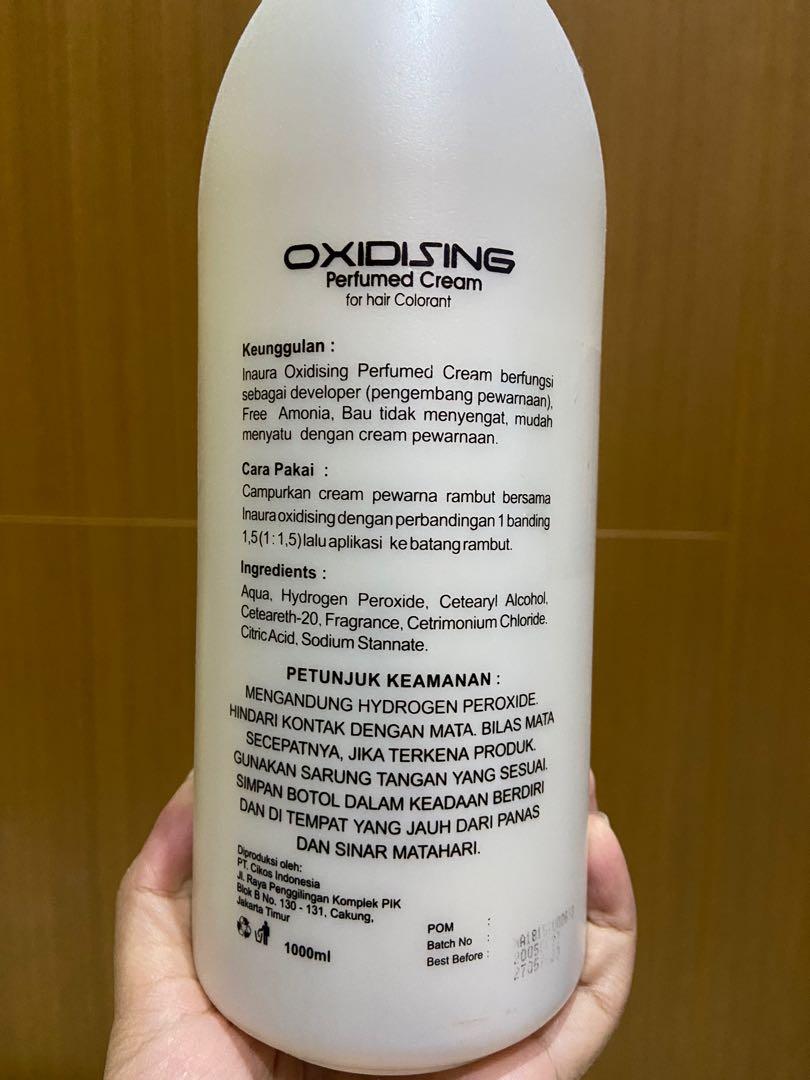 OXIDISING
Perfumed Cream
for hair Colorant
Keunggulan :
Inaura Oxidising Perfumed Cream berfungsi
sebagai developer (pengembang pewarnaan),
Free Amonia, Bau tidak menyengat, mudah
menyatu dengan cream pewarnaan.
Cara Pakai :
Campurkan cream pewarna rambut bersama
Inaura oxidising dengan perbandingan 1 banding
1,5 (1 : 1,5) lalu aplikasi ke batang rambut.
Ingredients :
Aqua, Hydrogen Peroxide, Cetearyl Alcohol,
Ceteareth-20, Fragrance, Cetrimonium Chloride.
Citric Acid, Sodium Stannate.
PETUNJUK KEAMANAN :
MENGANDUNG HYDROGEN PEROXIDE.
HINDARI KONTAK DENGAN MATA. BILAS MATA
SECEPATNYA, JIKA TERKENA PRODUK.
GUNAKAN SARUNG TANGAN YANG SESUAI.
SIMPAN BOTOL DALAM KEADAAN BERDIRI
DAN DI TEMPAT YANG JAUH DARI PANAS
DAN SINAR MATAHARI.
Diproduksi oleh:
PT. Cikos Indonesia
Jl. Raya Penggilingan Komplek PIK
Blok B No. 130 - 131, Cakung,
Jakarta Timur
1000ml
POM :
Batch No :
Best Before :